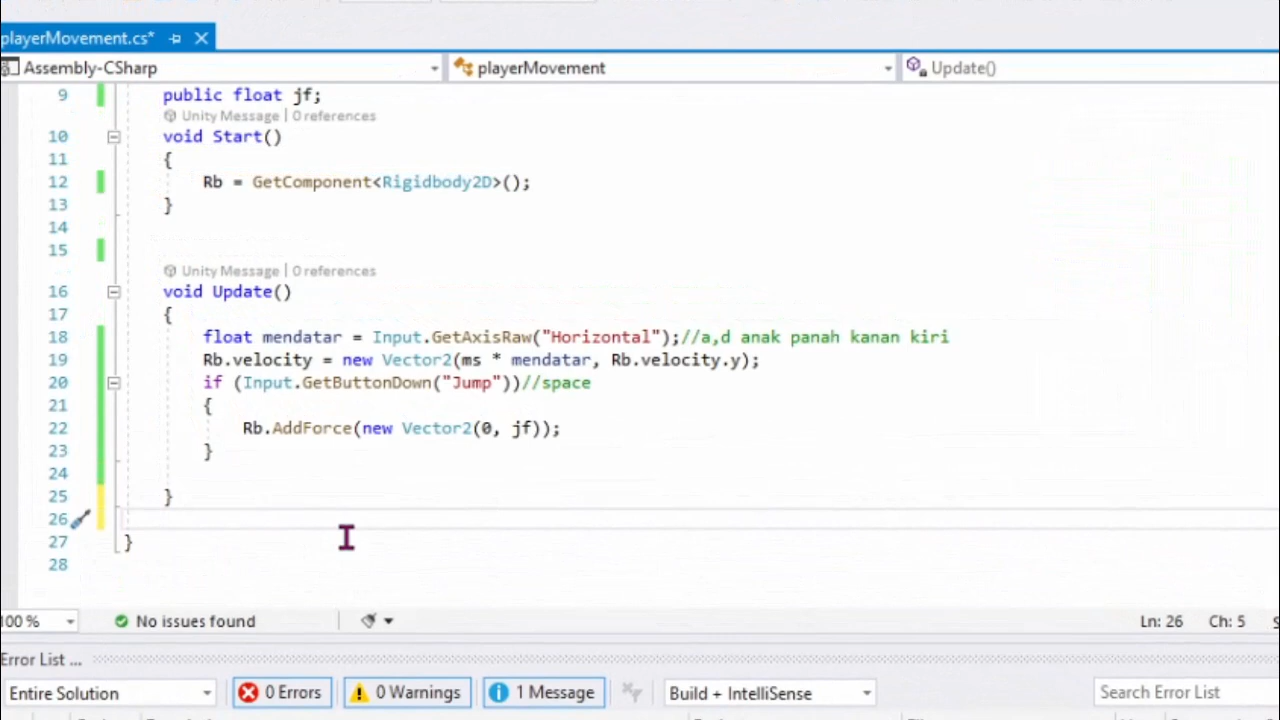 playerMovement.cs*
Assembly-CSharp playerMovement Update()
9 public float jf;
Unity Message | 0 references
10 void Start()
11 {
12 Rb = GetComponent<Rigidbody2D>();
13 }
14
15
Unity Message | 0 references
16 void Update()
17 {
18 float mendatar = Input.GetAxisRaw("Horizontal");//a,d anak panah kanan kiri
19 Rb.velocity = new Vector2(ms * mendatar, Rb.velocity.y);
20 if (Input.GetButtonDown("Jump"))//space
21 {
22 Rb.AddForce(new Vector2(0, jf));
23 }
24
25 }
26
27 }
28
100 % No issues found Ln: 26 Ch: 5
Error List ...
Entire Solution 0 Errors 0 Warnings 1 Message Build + IntelliSense Search Error List